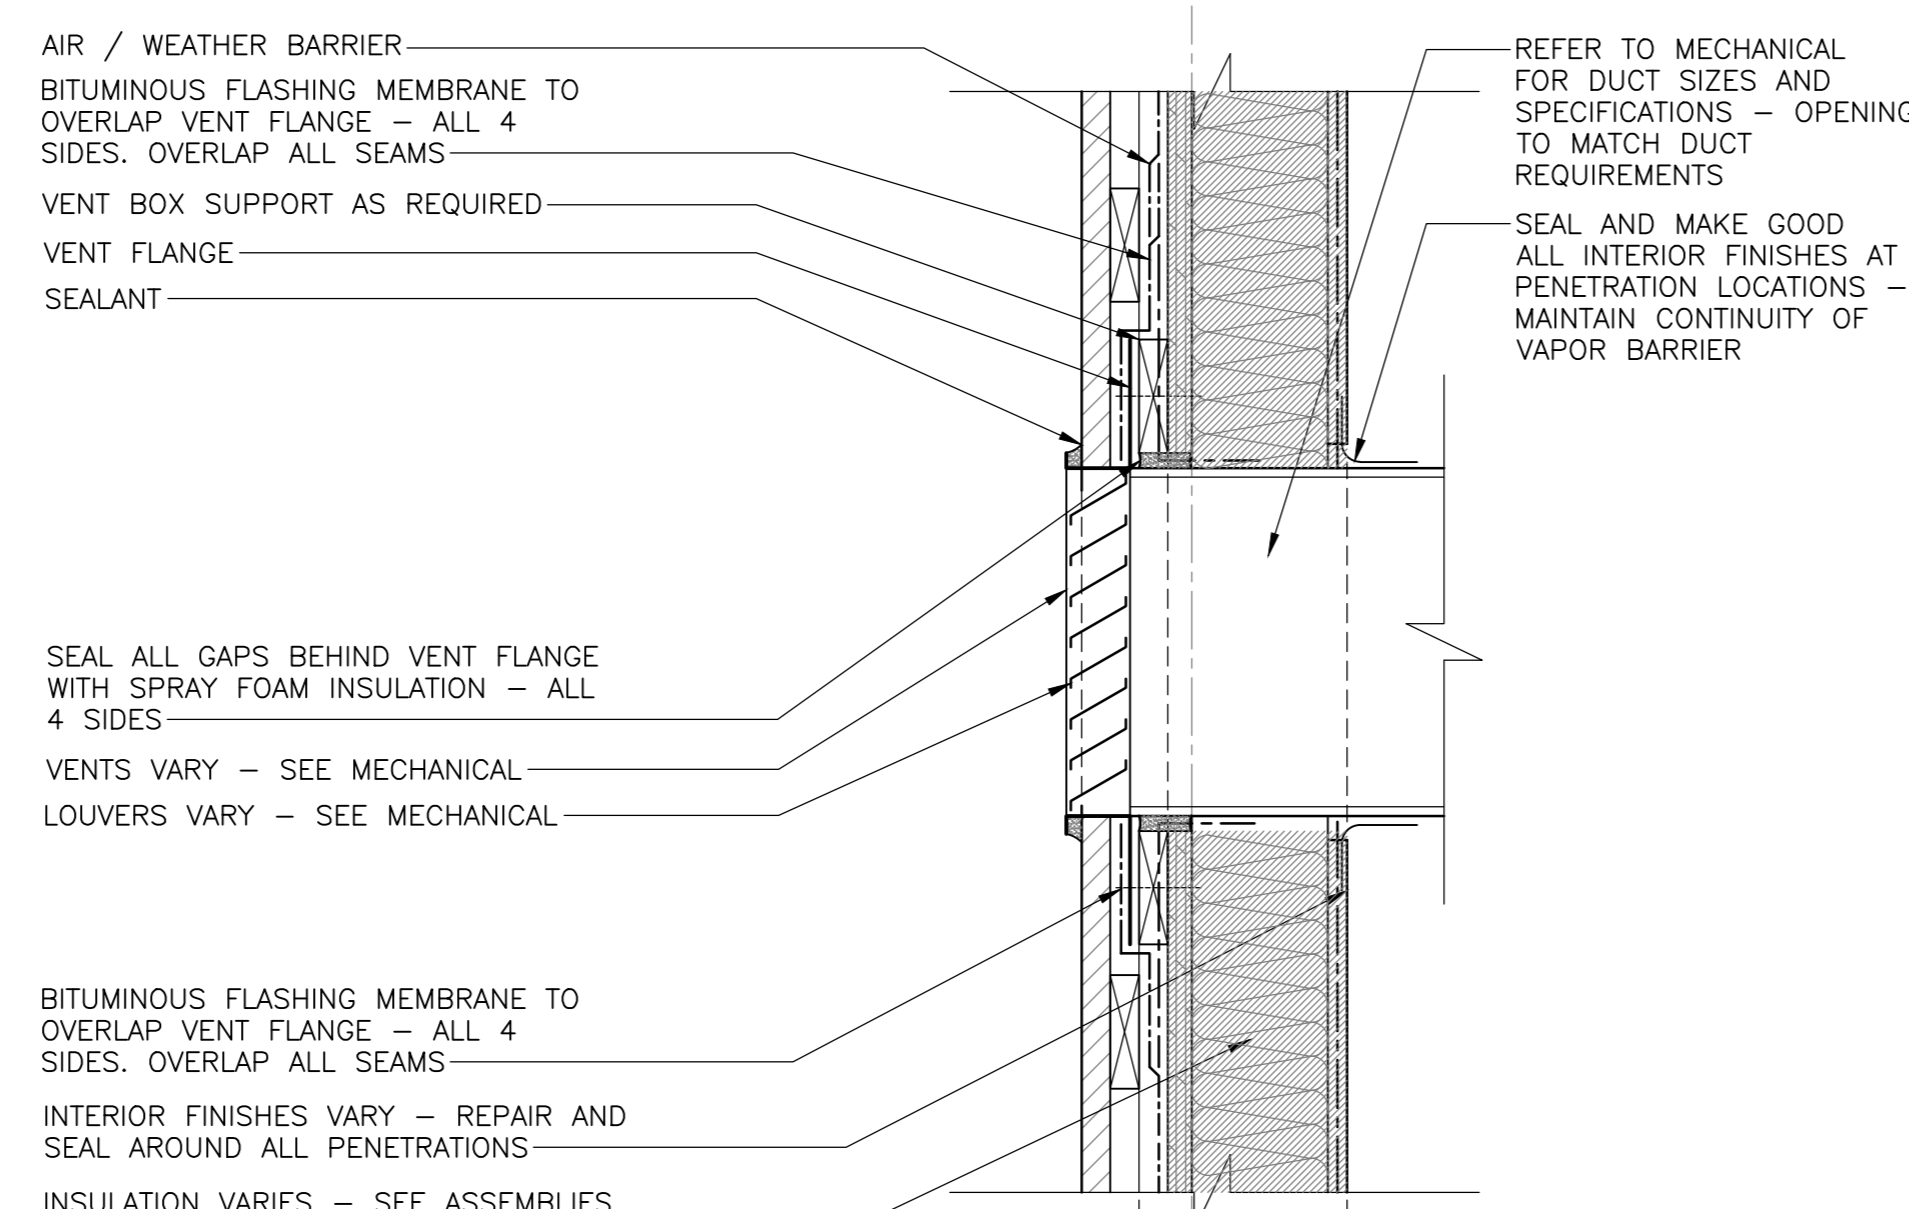 AIR / WEATHER BARRIER
BITUMINOUS FLASHING MEMBRANE TO
OVERLAP VENT FLANGE – ALL 4
SIDES. OVERLAP ALL SEAMS
VENT BOX SUPPORT AS REQUIRED
VENT FLANGE
SEALANT
SEAL ALL GAPS BEHIND VENT FLANGE
WITH SPRAY FOAM INSULATION – ALL
4 SIDES
VENTS VARY – SEE MECHANICAL
LOUVERS VARY – SEE MECHANICAL
BITUMINOUS FLASHING MEMBRANE TO
OVERLAP VENT FLANGE – ALL 4
SIDES. OVERLAP ALL SEAMS
INTERIOR FINISHES VARY – REPAIR AND
SEAL AROUND ALL PENETRATIONS
INSULATION VARIES – SEE ASSEMBLIES
REFER TO MECHANICAL
FOR DUCT SIZES AND
SPECIFICATIONS – OPENING
TO MATCH DUCT
REQUIREMENTS
SEAL AND MAKE GOOD
ALL INTERIOR FINISHES AT
PENETRATION LOCATIONS –
MAINTAIN CONTINUITY OF
VAPOR BARRIER